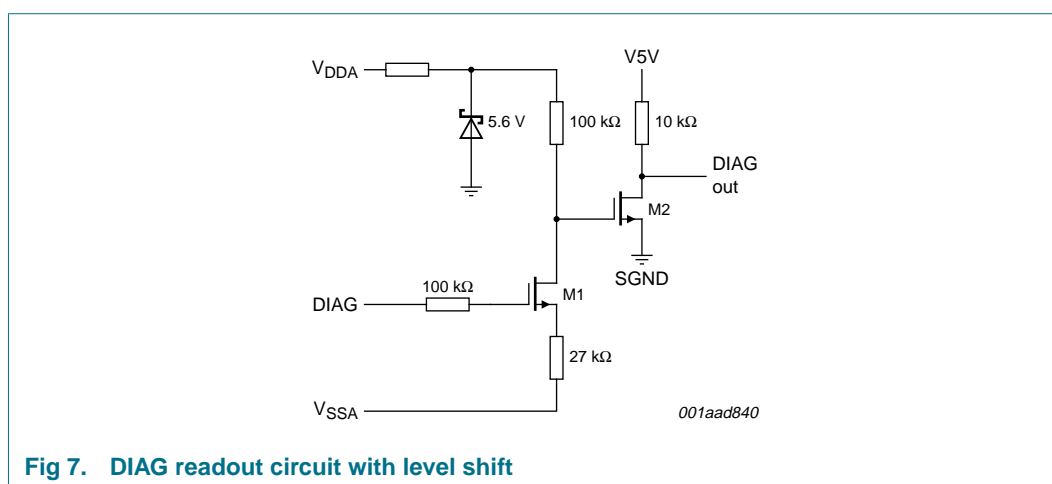 V5V
VDDA
5.6 V
100 kΩ
10 kΩ
DIAG
out
M2
SGND
100 kΩ
M1
DIAG
27 kΩ
VSSA
001aad840
Fig 7. DIAG readout circuit with level shift